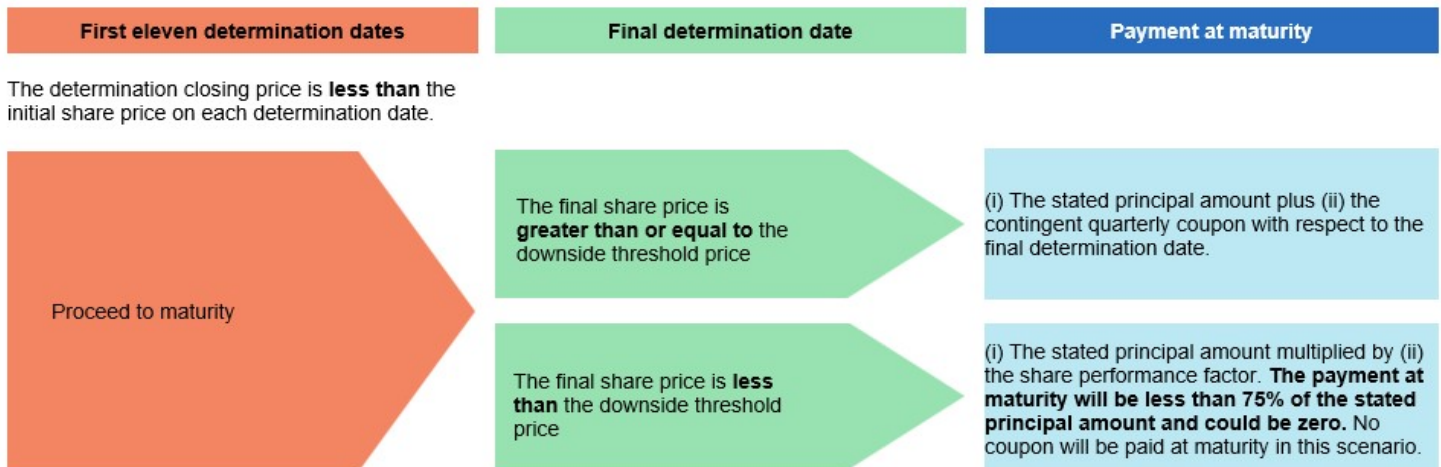 First eleven determination dates
Final determination date
Payment at maturity
The determination closing price is less than the
initial share price on each determination date.
Proceed to maturity
The final share price is
greater than or equal to the
downside threshold price
(i) The stated principal amount plus (ii) the
contingent quarterly coupon with respect to the
final determination date.
The final share price is less
than the downside threshold
price
(i) The stated principal amount multiplied by (ii)
the share performance factor. The payment at
maturity will be less than 75% of the stated
principal amount and could be zero. No
coupon will be paid at maturity in this scenario.